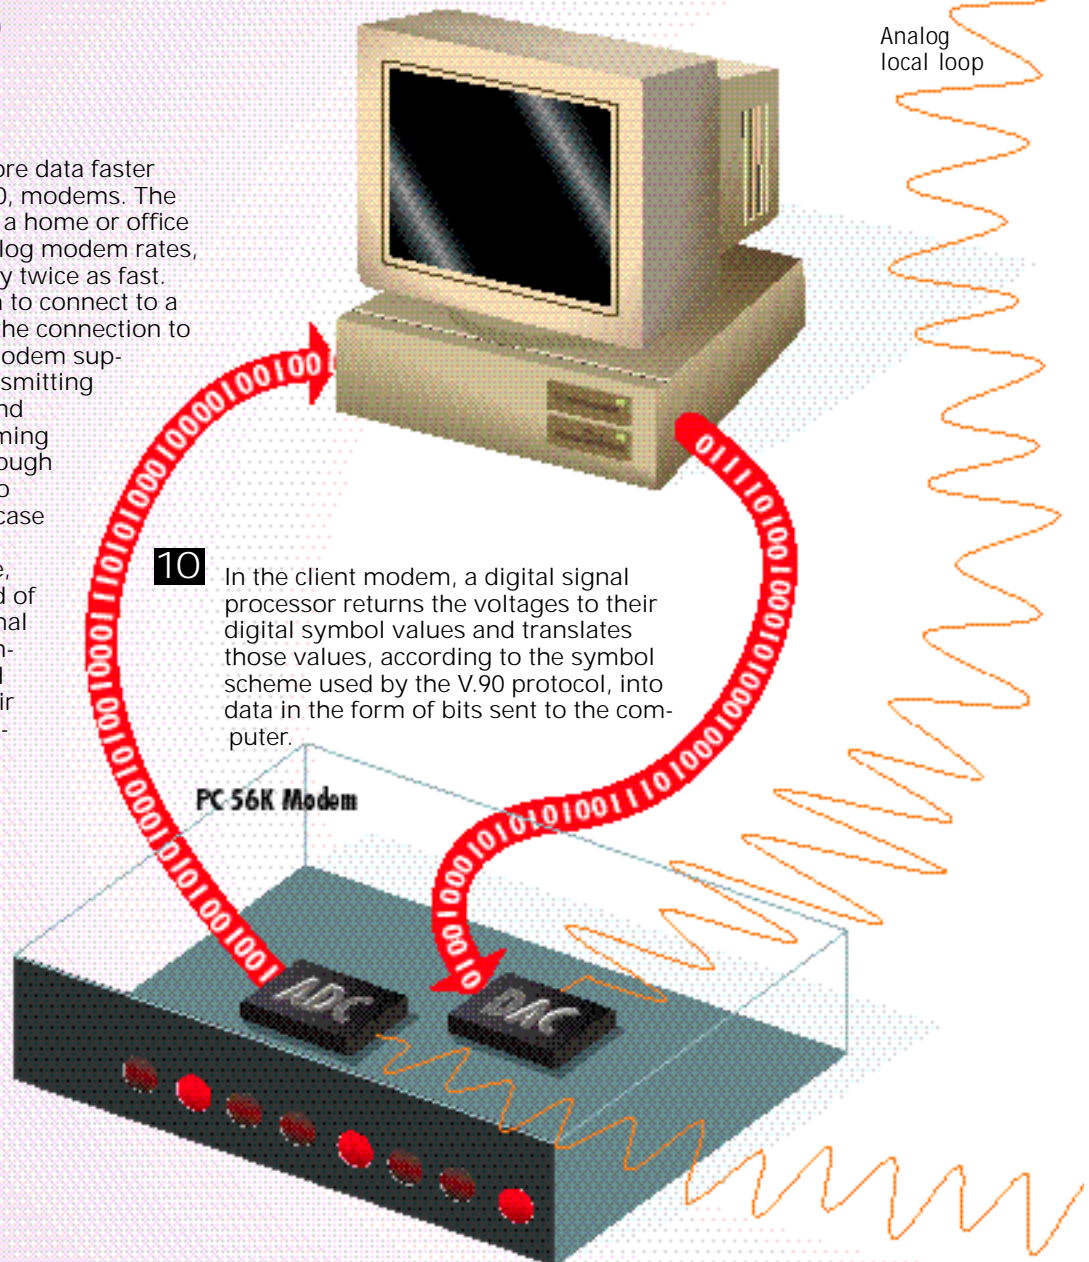 Analog
local loop
ore data faster
0, modems. The
a home or office
log modem rates,
y twice as fast.
to connect to a
he connection to
odem sup-
smitting
nd
ming
ough
o
case
e,
d of
nal
n-
d
ir
-
10
In the client modem, a digital signal
processor returns the voltages to their
digital symbol values and translates
those values, according to the symbol
scheme used by the V.90 protocol, into
data in the form of bits sent to the com-
puter.
PC 56K Modem
ADC
DAC